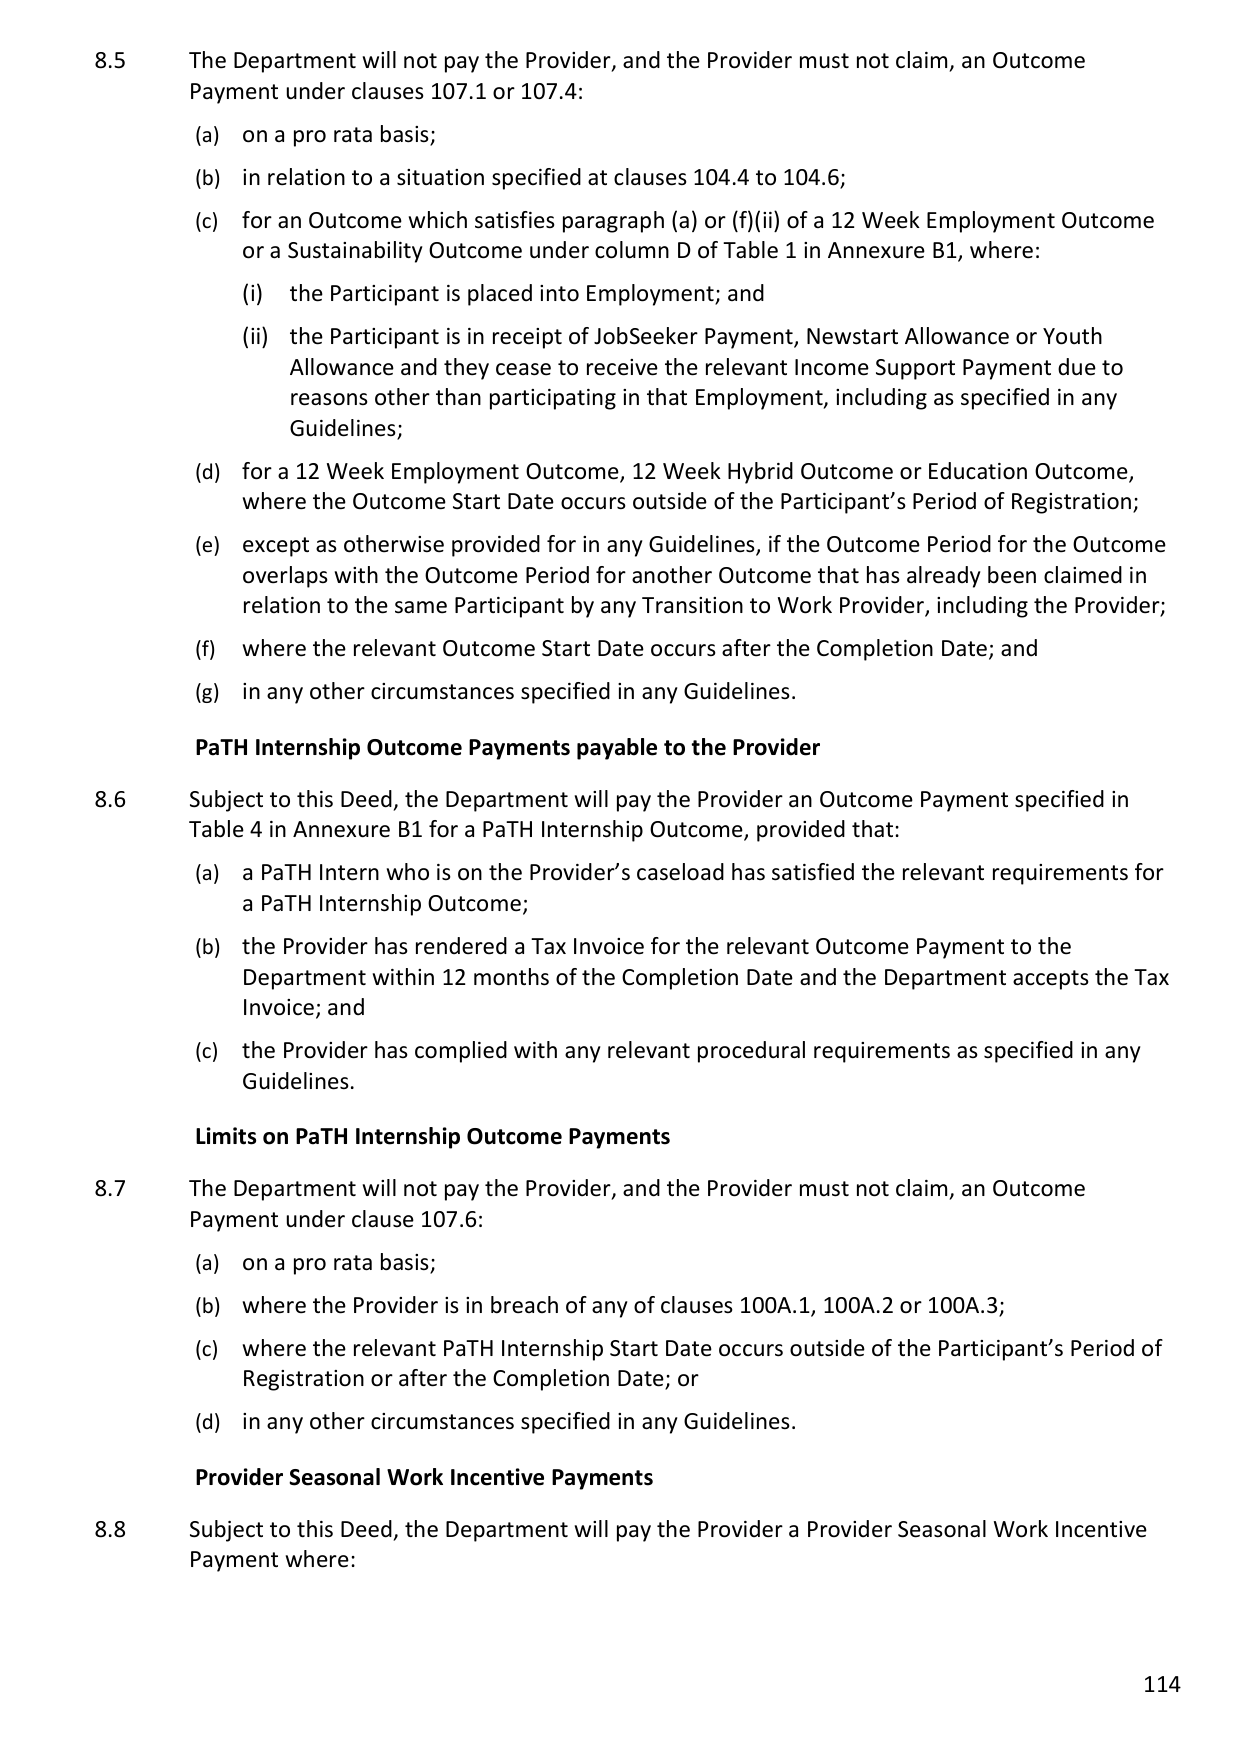 8.5 The Department will not pay the Provider, and the Provider must not claim, an Outcome
Payment under clauses 107.1 or 107.4:
(a) on a pro rata basis;
(b) in relation to a situation specified at clauses 104.4 to 104.6;
(c) for an Outcome which satisfies paragraph (a) or (f)(ii) of a 12 Week Employment Outcome
or a Sustainability Outcome under column D of Table 1 in Annexure B1, where:
(i) the Participant is placed into Employment; and
(ii) the Participant is in receipt of JobSeeker Payment, Newstart Allowance or Youth
Allowance and they cease to receive the relevant Income Support Payment due to
reasons other than participating in that Employment, including as specified in any
Guidelines;
(d) for a 12 Week Employment Outcome, 12 Week Hybrid Outcome or Education Outcome,
where the Outcome Start Date occurs outside of the Participant’s Period of Registration;
(e) except as otherwise provided for in any Guidelines, if the Outcome Period for the Outcome
overlaps with the Outcome Period for another Outcome that has already been claimed in
relation to the same Participant by any Transition to Work Provider, including the Provider;
(f) where the relevant Outcome Start Date occurs after the Completion Date; and
(g) in any other circumstances specified in any Guidelines.
PaTH Internship Outcome Payments payable to the Provider
8.6 Subject to this Deed, the Department will pay the Provider an Outcome Payment specified in
Table 4 in Annexure B1 for a PaTH Internship Outcome, provided that:
(a) a PaTH Intern who is on the Provider’s caseload has satisfied the relevant requirements for
a PaTH Internship Outcome;
(b) the Provider has rendered a Tax Invoice for the relevant Outcome Payment to the
Department within 12 months of the Completion Date and the Department accepts the Tax
Invoice; and
(c) the Provider has complied with any relevant procedural requirements as specified in any
Guidelines.
Limits on PaTH Internship Outcome Payments
8.7 The Department will not pay the Provider, and the Provider must not claim, an Outcome
Payment under clause 107.6:
(a) on a pro rata basis;
(b) where the Provider is in breach of any of clauses 100A.1, 100A.2 or 100A.3;
(c) where the relevant PaTH Internship Start Date occurs outside of the Participant’s Period of
Registration or after the Completion Date; or
(d) in any other circumstances specified in any Guidelines.
Provider Seasonal Work Incentive Payments
8.8 Subject to this Deed, the Department will pay the Provider a Provider Seasonal Work Incentive
Payment where:
114